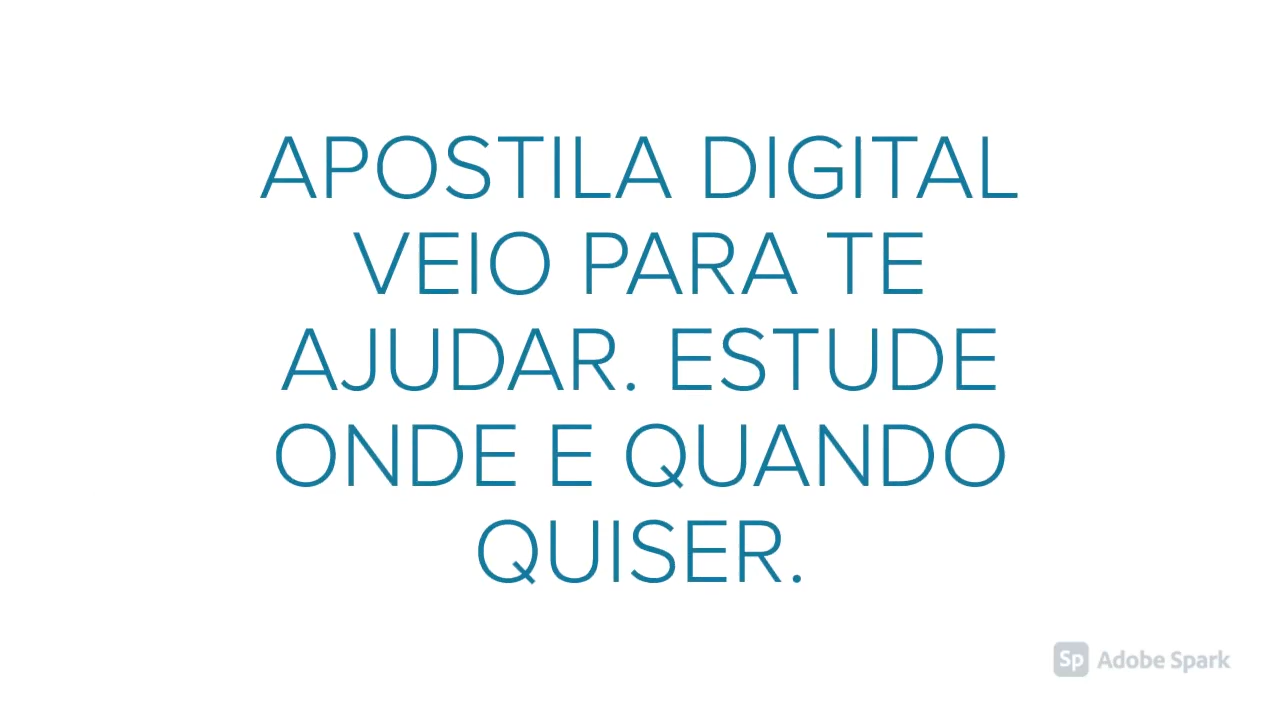 APOSTILA DIGITAL
VEIO PARA TE
AJUDAR. ESTUDE
ONDE E QUANDO
QUISER.
Sp Adobe Spark